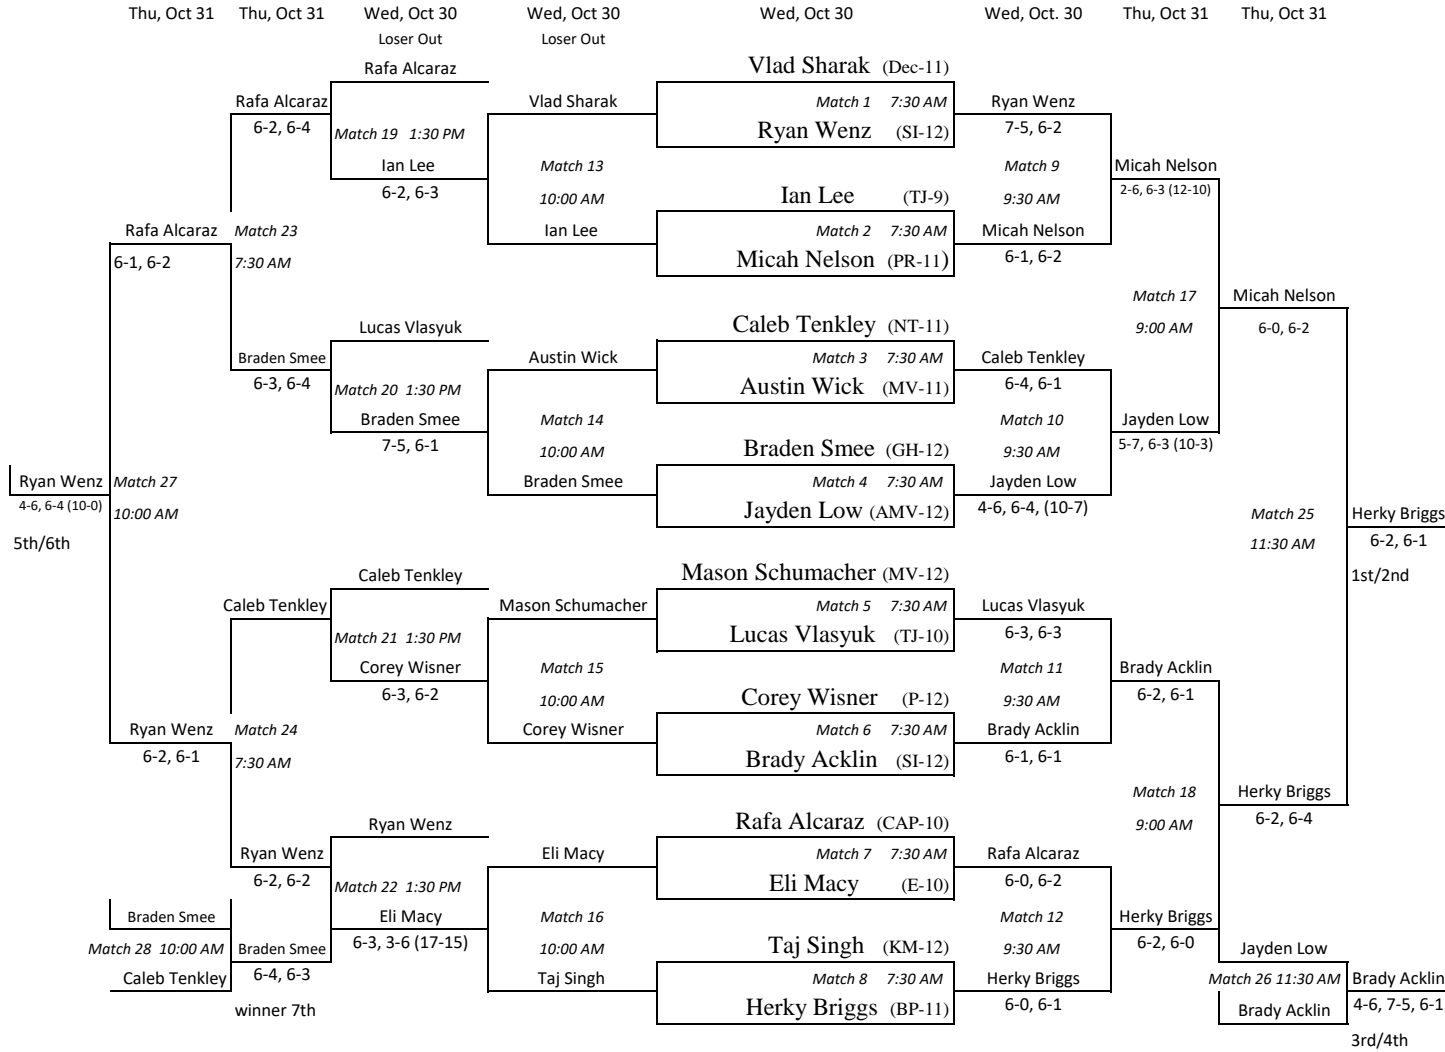 Thu, Oct 31 Thu, Oct 31 Wed, Oct 30 Wed, Oct 30 Wed, Oct 30 Wed, Oct. 30 Thu, Oct 31 Thu, Oct 31
Loser Out Loser Out
Rafa Alcaraz Vlad Sharak (Dec-11)
Rafa Alcaraz Vlad Sharak Match 1 7:30 AM Ryan Wenz
6-2, 6-4 Match 19 1:30 PM Ryan Wenz (SI-12) 7-5, 6-2
Ian Lee Match 13 Match 9 Micah Nelson
6-2, 6-3 10:00 AM Ian Lee (TJ-9) 9:30 AM 2-6, 6-3 (12-10)
Rafa Alcaraz Match 23 Ian Lee Match 2 7:30 AM Micah Nelson
6-1, 6-2 7:30 AM Micah Nelson (PR-11) 6-1, 6-2
Match 17 Micah Nelson
Lucas Vlasyuk Caleb Tenkley (NT-11) 9:00 AM 6-0, 6-2
Braden Smee Austin Wick Match 3 7:30 AM Caleb Tenkley
6-3, 6-4 Match 20 1:30 PM Austin Wick (MV-11) 6-4, 6-1
Braden Smee Match 14 Match 10 Jayden Low
7-5, 6-1 10:00 AM Braden Smee (GH-12) 9:30 AM 5-7, 6-3 (10-3)
Ryan Wenz Match 27 Braden Smee Match 4 7:30 AM Jayden Low
4-6, 6-4 (10-0) 10:00 AM Jayden Low (AMV-12) 4-6, 6-4, (10-7) Match 25 Herky Briggs
5th/6th 11:30 AM 6-2, 6-1
Caleb Tenkley Mason Schumacher (MV-12) 1st/2nd
Caleb Tenkley Mason Schumacher Match 5 7:30 AM Lucas Vlasyuk
Match 21 1:30 PM Lucas Vlasyuk (TJ-10) 6-3, 6-3
Corey Wisner Match 15 Match 11 Brady Acklin
6-3, 6-2 10:00 AM Corey Wisner (P-12) 9:30 AM 6-2, 6-1
Ryan Wenz Match 24 Corey Wisner Match 6 7:30 AM Brady Acklin
6-2, 6-1 7:30 AM Brady Acklin (SI-12) 6-1, 6-1
Match 18 Herky Briggs
Ryan Wenz Rafa Alcaraz (CAP-10) 9:00 AM 6-2, 6-4
Ryan Wenz Eli Macy Match 7 7:30 AM Rafa Alcaraz
6-2, 6-2 Match 22 1:30 PM Eli Macy (E-10) 6-0, 6-2
Braden Smee Eli Macy Match 16 Match 12 Herky Briggs
Match 28 10:00 AM Braden Smee 6-3, 3-6 (17-15) 10:00 AM Taj Singh (KM-12) 9:30 AM 6-2, 6-0 Jayden Low
Caleb Tenkley 6-4, 6-3 Taj Singh Match 8 7:30 AM Herky Briggs Match 26 11:30 AM Brady Acklin
winner 7th Herky Briggs (BP-11) 6-0, 6-1 Brady Acklin 4-6, 7-5, 6-1
3rd/4th